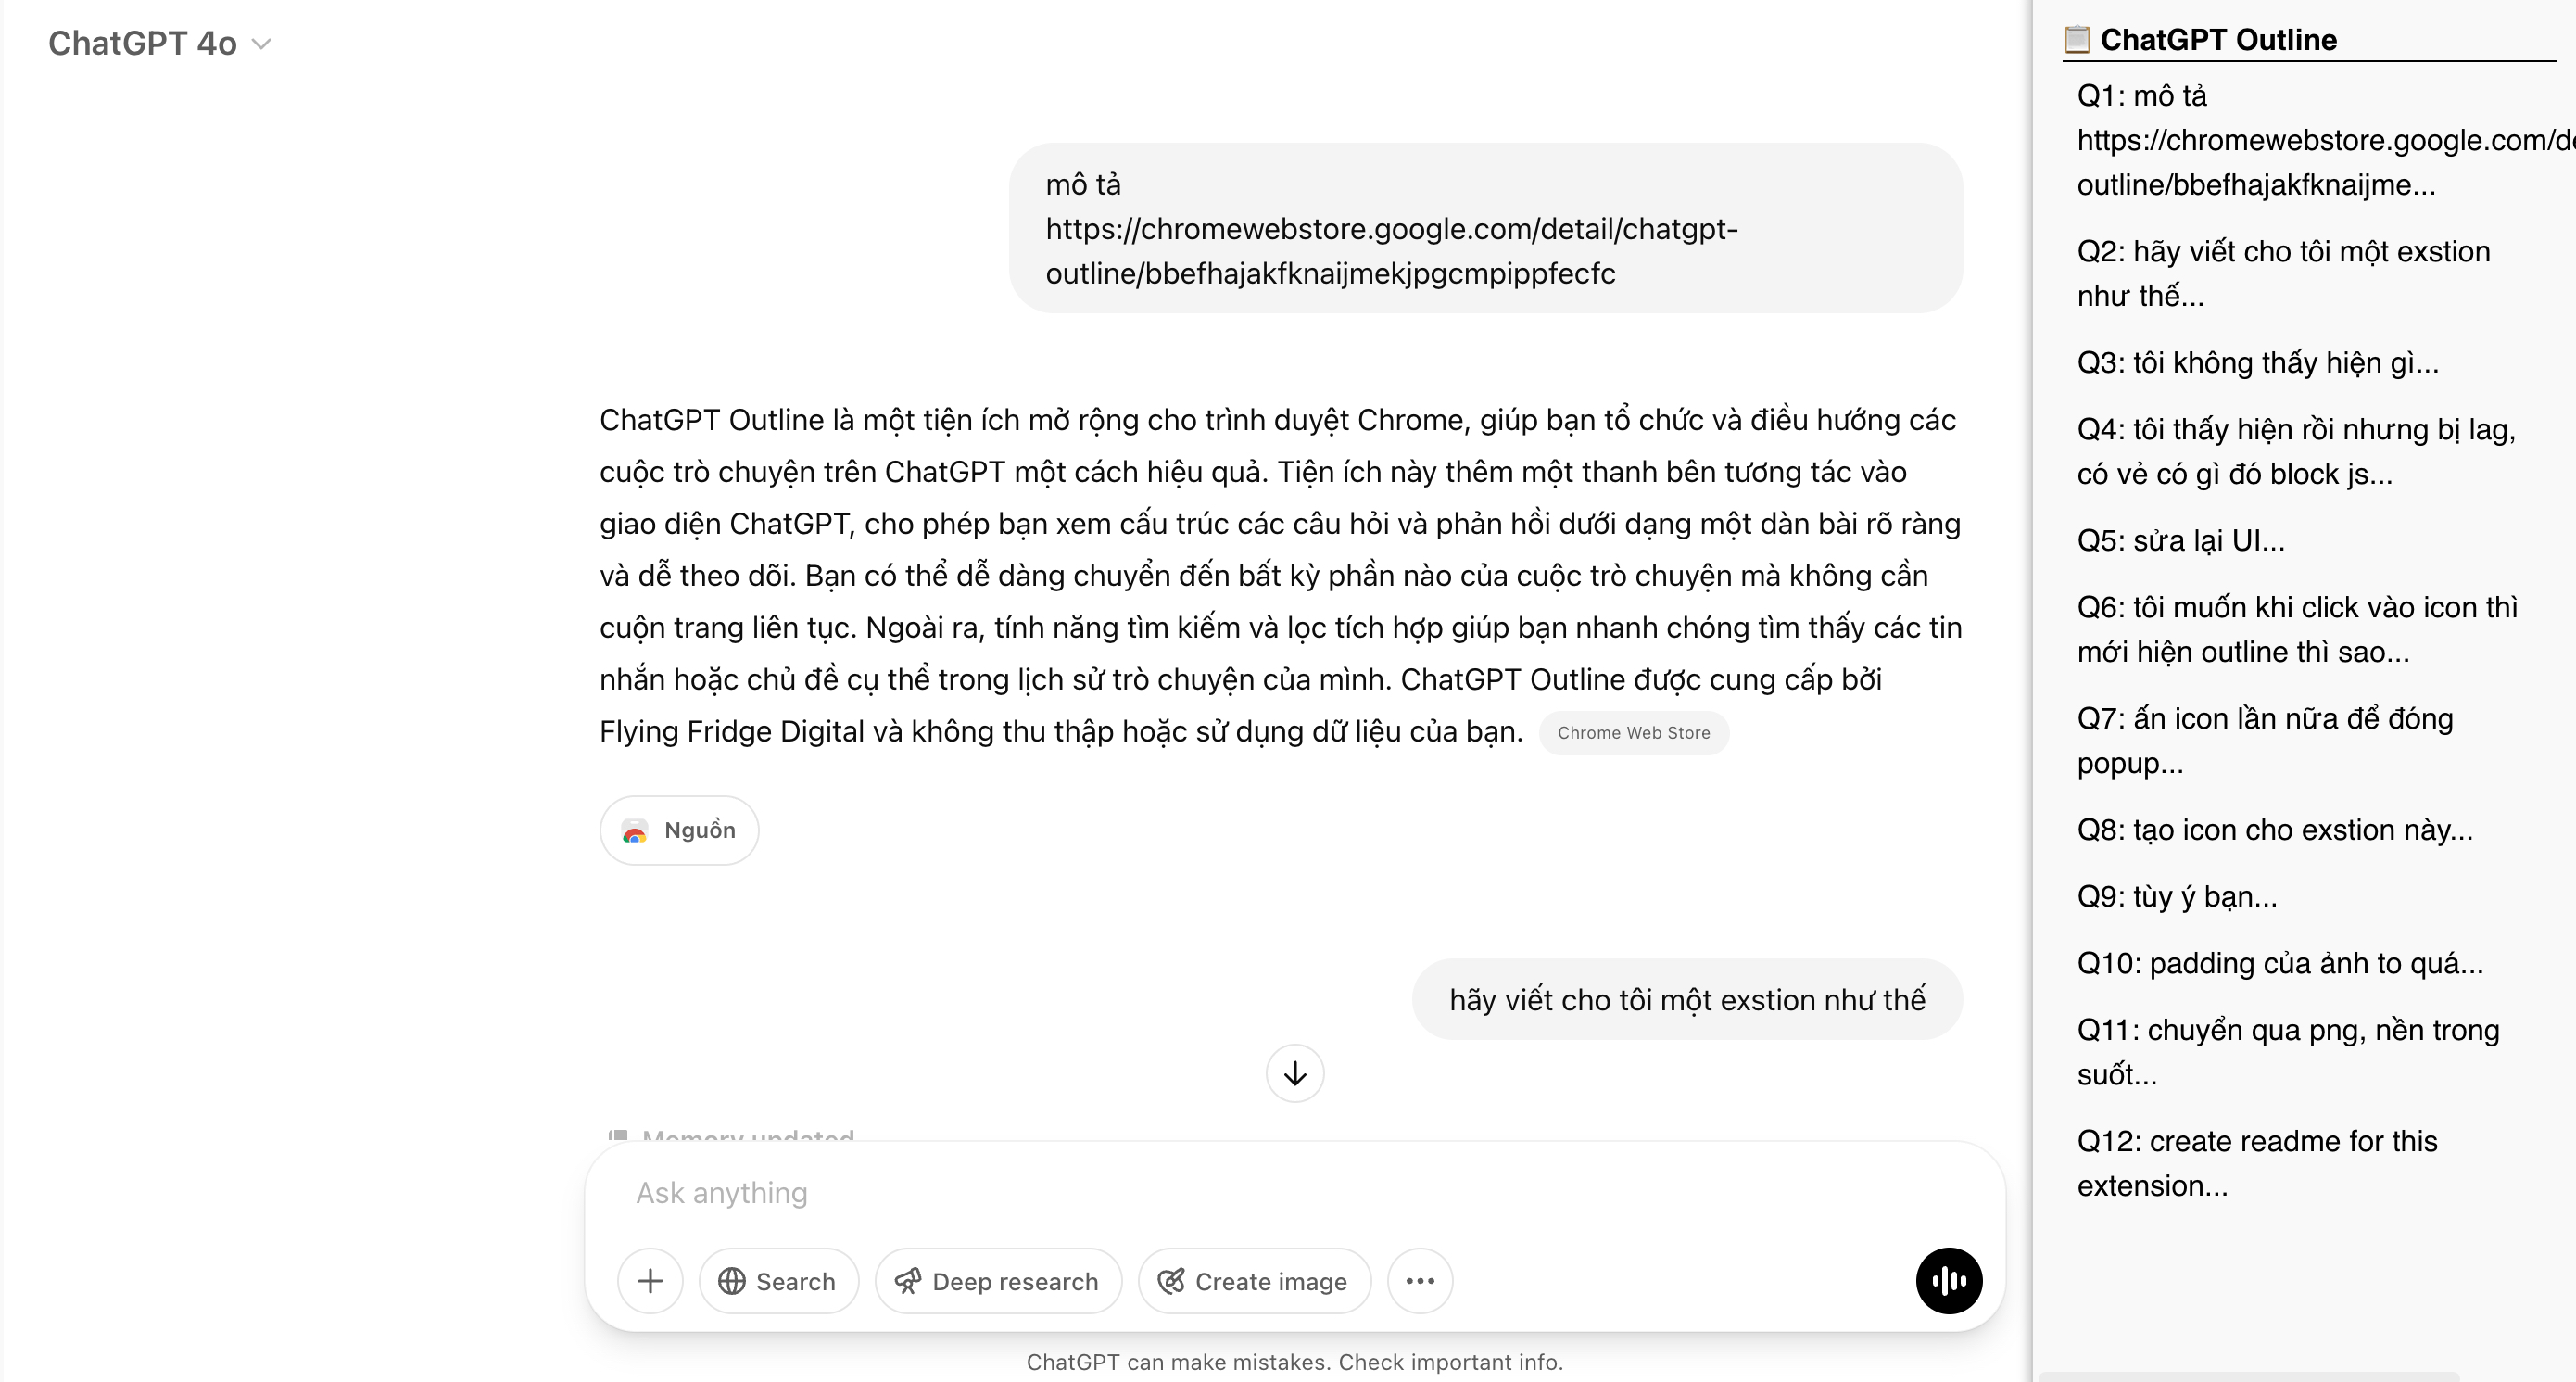 ChatGPT 4o
mô tả
https://chromewebstore.google.com/detail/chatgpt-
outline/bbefhajakfknaijmekjpgcmpippfecfc
ChatGPT Outline là một tiện ích mở rộng cho trình duyệt Chrome, giúp bạn tổ chức và điều hướng các
cuộc trò chuyện trên ChatGPT một cách hiệu quả. Tiện ích này thêm một thanh bên tương tác vào
giao diện ChatGPT, cho phép bạn xem cấu trúc các câu hỏi và phản hồi dưới dạng một dàn bài rõ ràng
và dễ theo dõi. Bạn có thể dễ dàng chuyển đến bất kỳ phần nào của cuộc trò chuyện mà không cần
cuộn trang liên tục. Ngoài ra, tính năng tìm kiếm và lọc tích hợp giúp bạn nhanh chóng tìm thấy các tin
nhắn hoặc chủ đề cụ thể trong lịch sử trò chuyện của mình. ChatGPT Outline được cung cấp bởi
Flying Fridge Digital và không thu thập hoặc sử dụng dữ liệu của bạn. Chrome Web Store
Nguồn
hãy viết cho tôi một exstion như thế
Memory updated
Ask anything
Search Deep research Create image
ChatGPT can make mistakes. Check important info.
ChatGPT Outline
Q1: mô tả
https://chromewebstore.google.com/de
outline/bbefhajakfknaijme...
Q2: hãy viết cho tôi một exstion
như thế...
Q3: tôi không thấy hiện gì...
Q4: tôi thấy hiện rồi nhưng bị lag,
có vẻ có gì đó block js...
Q5: sửa lại UI...
Q6: tôi muốn khi click vào icon thì
mới hiện outline thì sao...
Q7: ấn icon lần nữa để đóng
popup...
Q8: tạo icon cho exstion này...
Q9: tùy ý bạn...
Q10: padding của ảnh to quá...
Q11: chuyển qua png, nền trong
suốt...
Q12: create readme for this
extension...